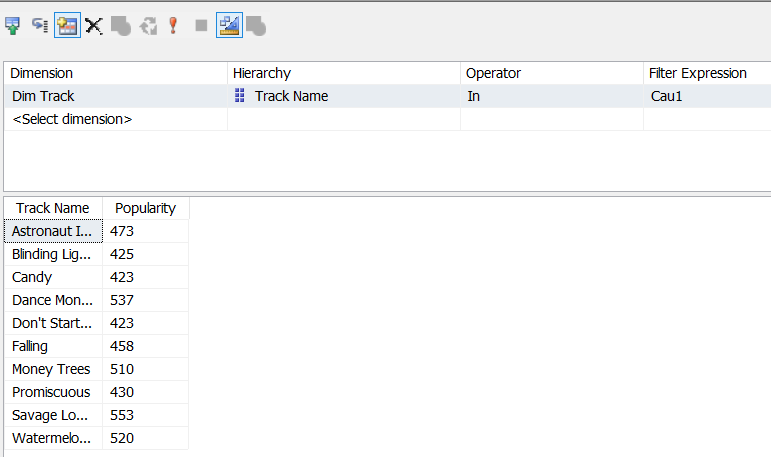 Dimension Hierarchy Operator Filter Expression
Dim Track Track Name In Cau1
<Select dimension>
Track Name Popularity
Astronaut I... 473
Blinding Lig... 425
Candy 423
Dance Mon... 537
Don't Start... 423
Falling 458
Money Trees 510
Promiscuous 430
Savage Lo... 553
Watermelo... 520